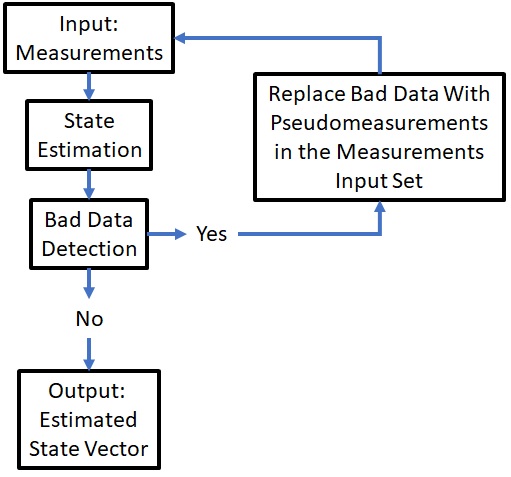 Input:
Measurements
State
Estimation
Bad Data
Detection
Yes
Replace Bad Data With
Pseudomeasurements
in the Measurements
Input Set
No
Output:
Estimated
State Vector